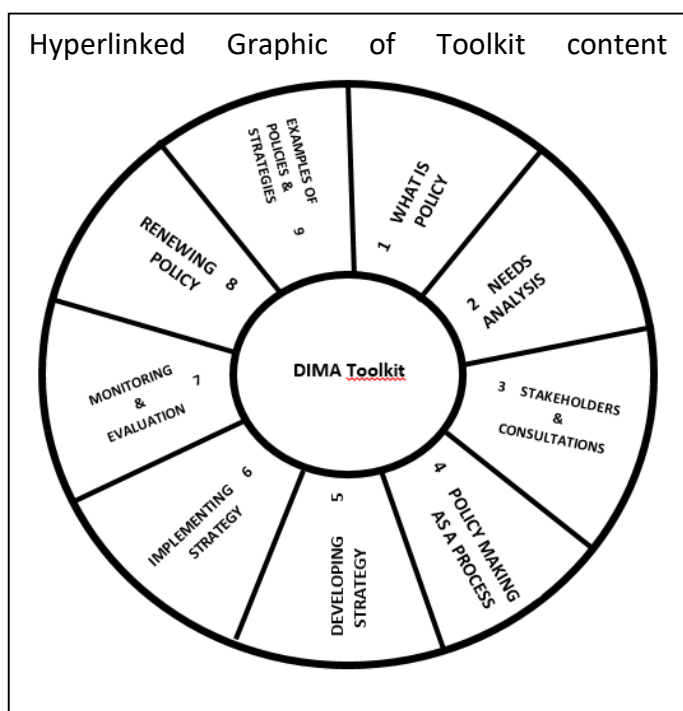 Hyperlinked Graphic of Toolkit content
DIMA Toolkit
1 WHAT IS
POLICY
2 NEEDS
ANALYSIS
3 STAKEHOLDERS
&
CONSULTATIONS
4 POLICY MAKING
AS A PROCESS
5 DEVELOPING
STRATEGY
IMPLEMENTING 6
STRATEGY
MONITORING 7
&
EVALUATION
RENEWING
POLICY 8
EXAMPLES OF
POLICIES &
STRATEGIES 9